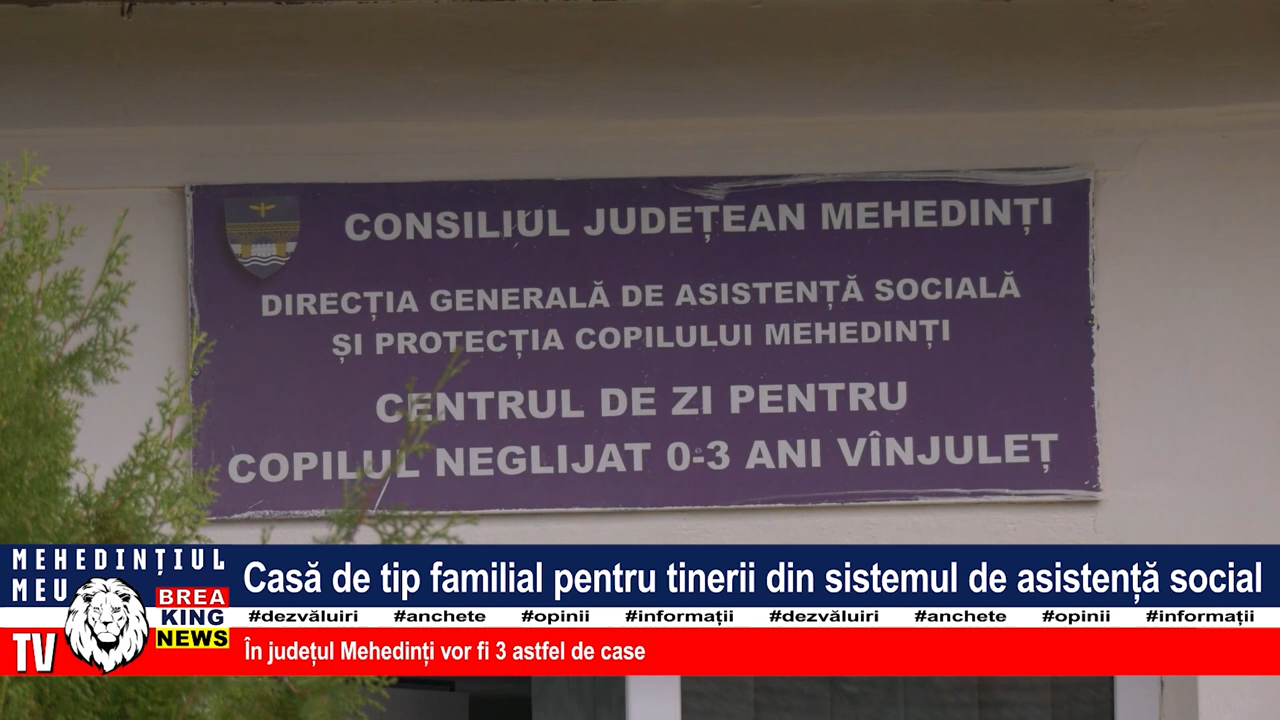 CONSILIUL JUDEȚEAN MEHEDINȚI
DIRECȚIA GENERALĂ DE ASISTENȚĂ SOCIALĂ
ȘI PROTECȚIA COPILULUI MEHEDINȚI
CENTRUL DE ZI PENTRU
COPILUL NEGLIJAT 0-3 ANI VÎNJULEȚ
MEHEDINȚIUL
MEU
TV
BREA
KING
NEWS
Casă de tip familial pentru tinerii din sistemul de asistență social
#dezvăluiri #anchete #opinii #informații #dezvăluiri #anchete #opinii #informații
În județul Mehedinți vor fi 3 astfel de case